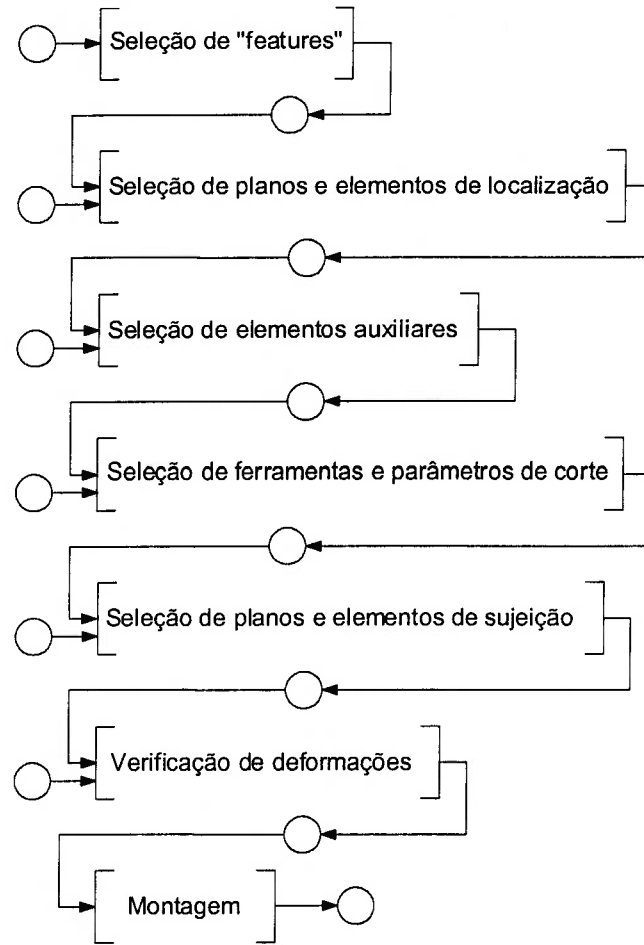 Seleção de "features"
Seleção de planos e elementos de localização
Seleção de elementos auxiliares
Seleção de ferramentas e parâmetros de corte
Seleção de planos e elementos de sujeição
Verificação de deformações
Montagem